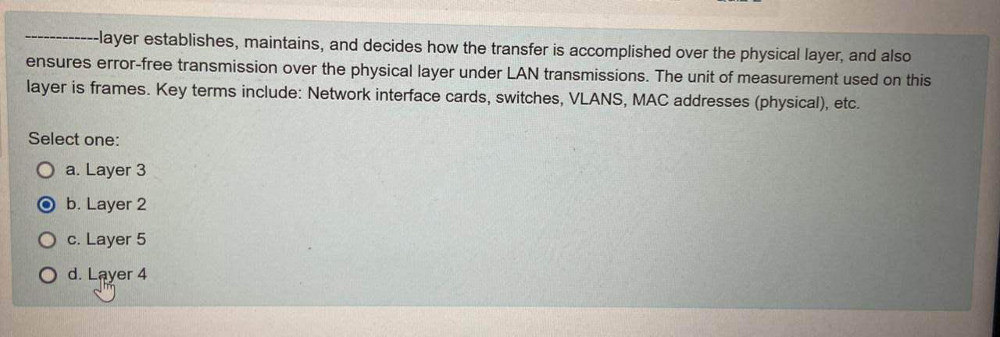 ------------layer establishes, maintains, and decides how the transfer is accomplished over the physical layer, and also
ensures error-free transmission over the physical layer under LAN transmissions. The unit of measurement used on this
layer is frames. Key terms include: Network interface cards, switches, VLANS, MAC addresses (physical), etc.
Select one:
a. Layer 3
b. Layer 2
c. Layer 5
d. Layer 4